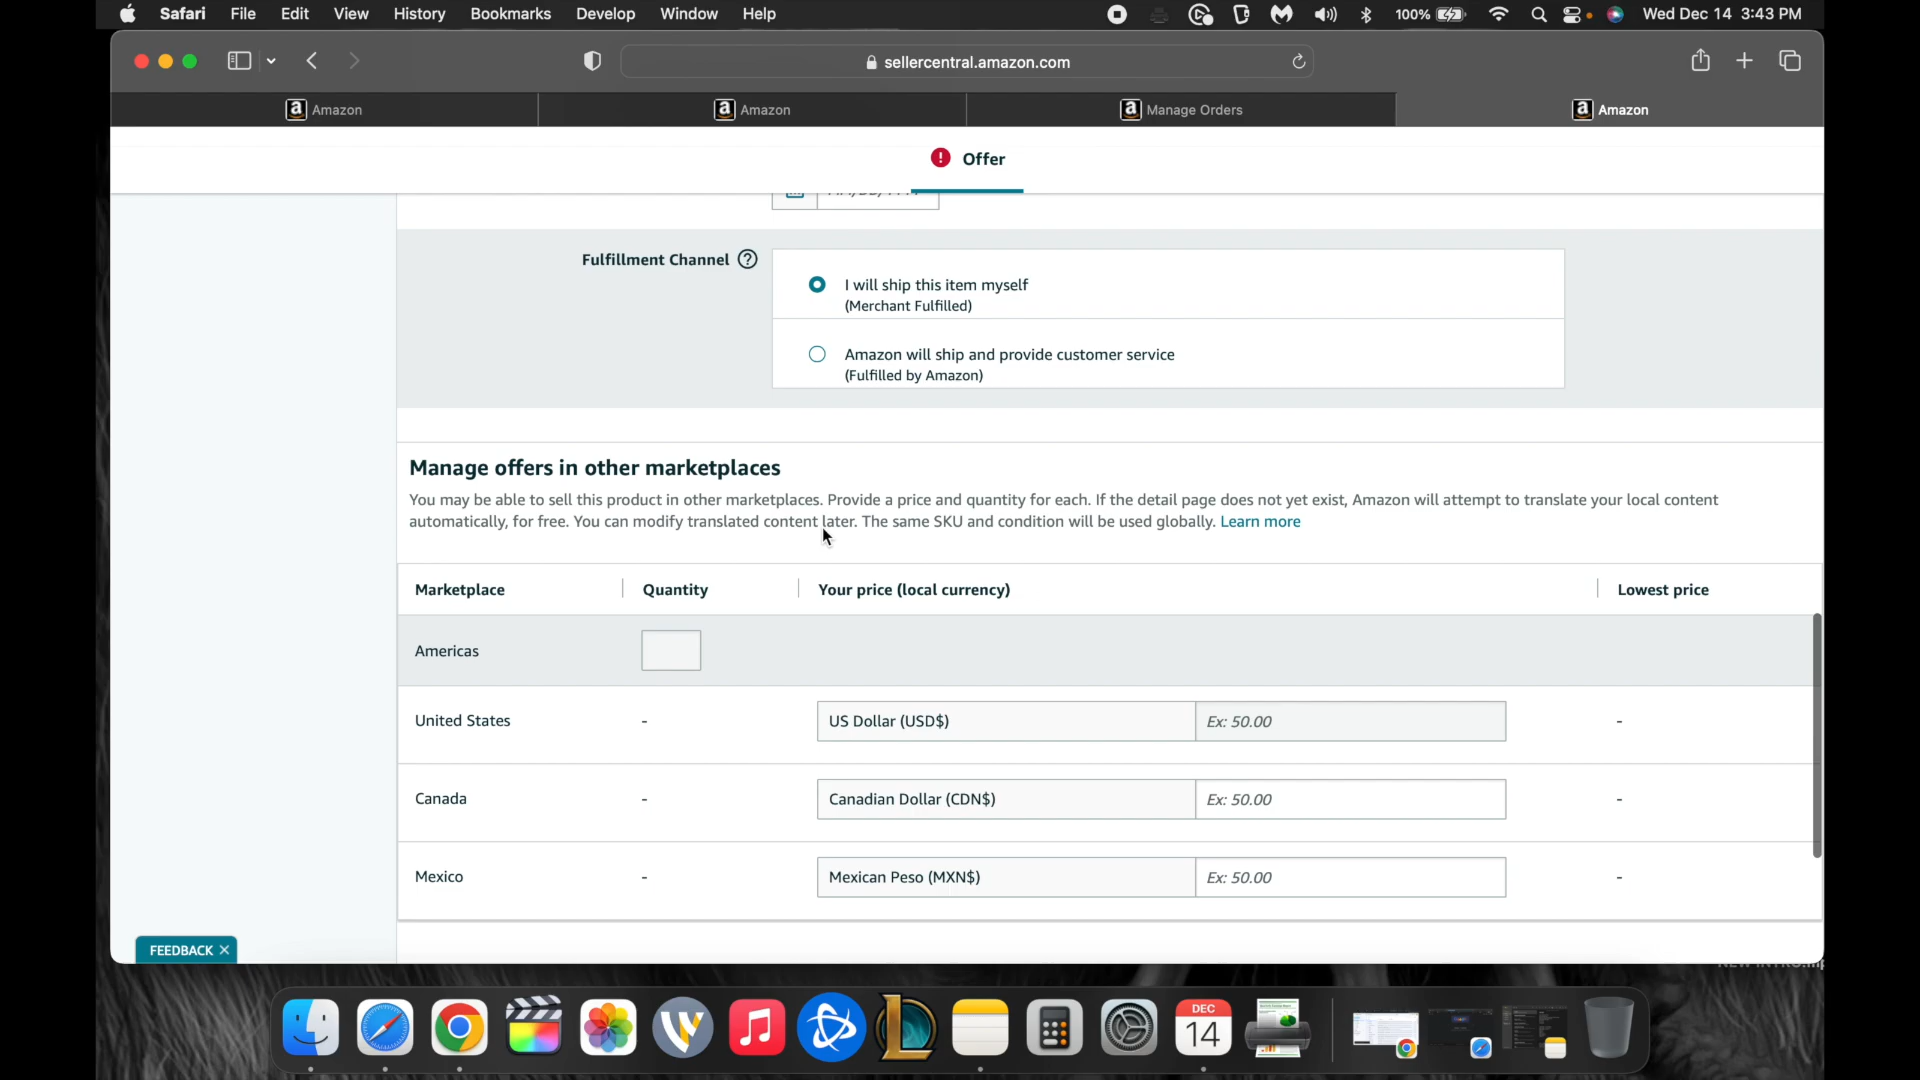 Safari File Edit View History Bookmarks Develop Window Help 100% Wed Dec 14 3:43 PM
sellercentral.amazon.com
a Amazon a Amazon a Manage Orders a Amazon
! Offer
Fulfillment Channel ?
I will ship this item myself
(Merchant Fulfilled)
Amazon will ship and provide customer service
(Fulfilled by Amazon)
Manage offers in other marketplaces
You may be able to sell this product in other marketplaces. Provide a price and quantity for each. If the detail page does not yet exist, Amazon will attempt to translate your local content
automatically, for free. You can modify translated content later. The same SKU and condition will be used globally. Learn more
Marketplace Quantity Your price (local currency) Lowest price
Americas
United States - US Dollar (USD$) Ex: 50.00 -
Canada - Canadian Dollar (CDN$) Ex: 50.00 -
Mexico - Mexican Peso (MXN$) Ex: 50.00 -
FEEDBACK ×
DEC
14